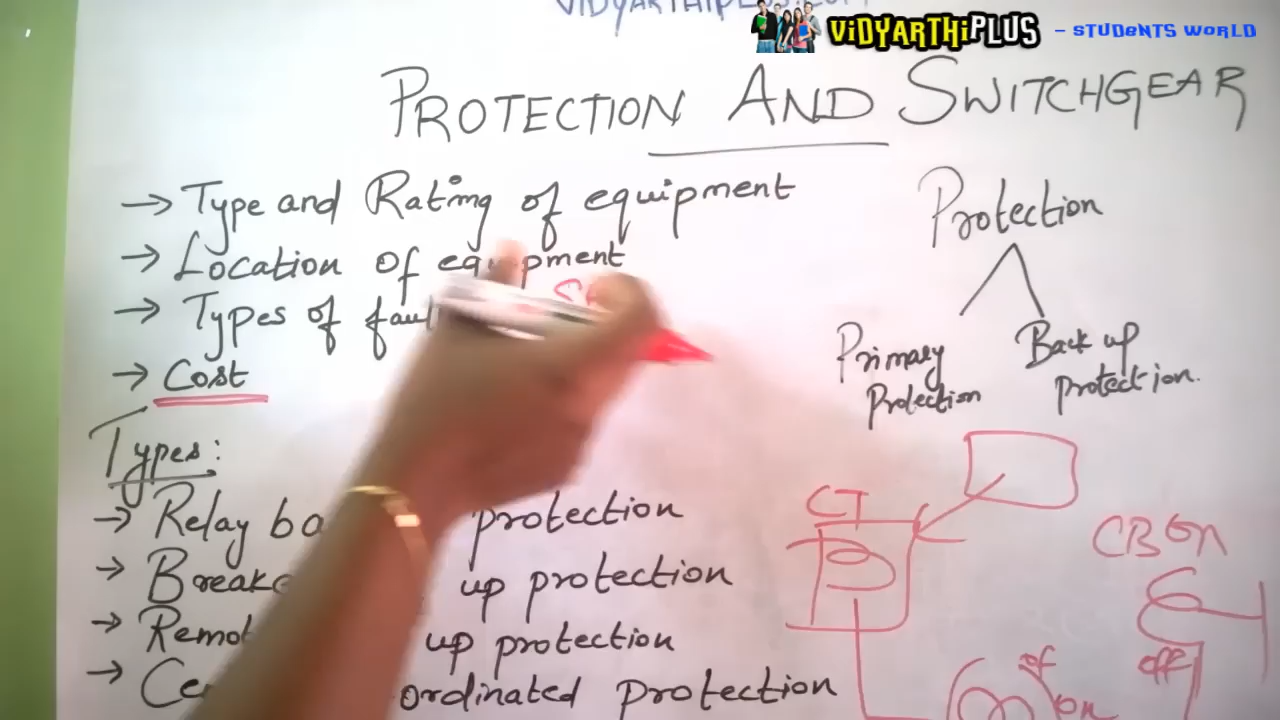 ViDYARTHiPLUS - STUDeNTS WORLD
PROTECTION AND SWITCHGEAR
→ Type and Rating of equipment
→ Location of equipment
→ Types of
→ Cost
Types:
→ Relay protection
→ up protection
→ up protection
→ ordinated protection
Protection
Primary Protection
Back up Protection.
CT
CB
of
on
off